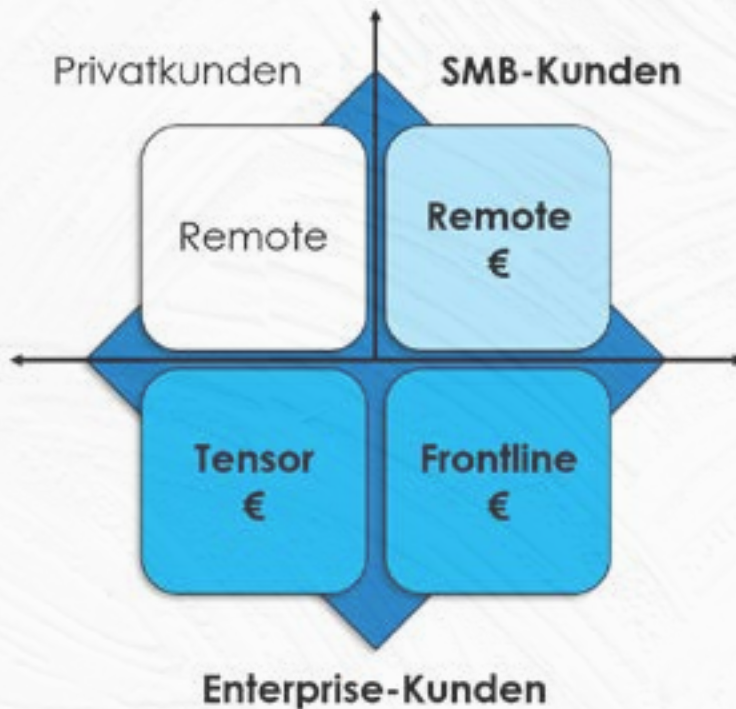 Privatkunden
SMB-Kunden
Remote
Remote
€
Tensor
€
Frontline
€
Enterprise-Kunden